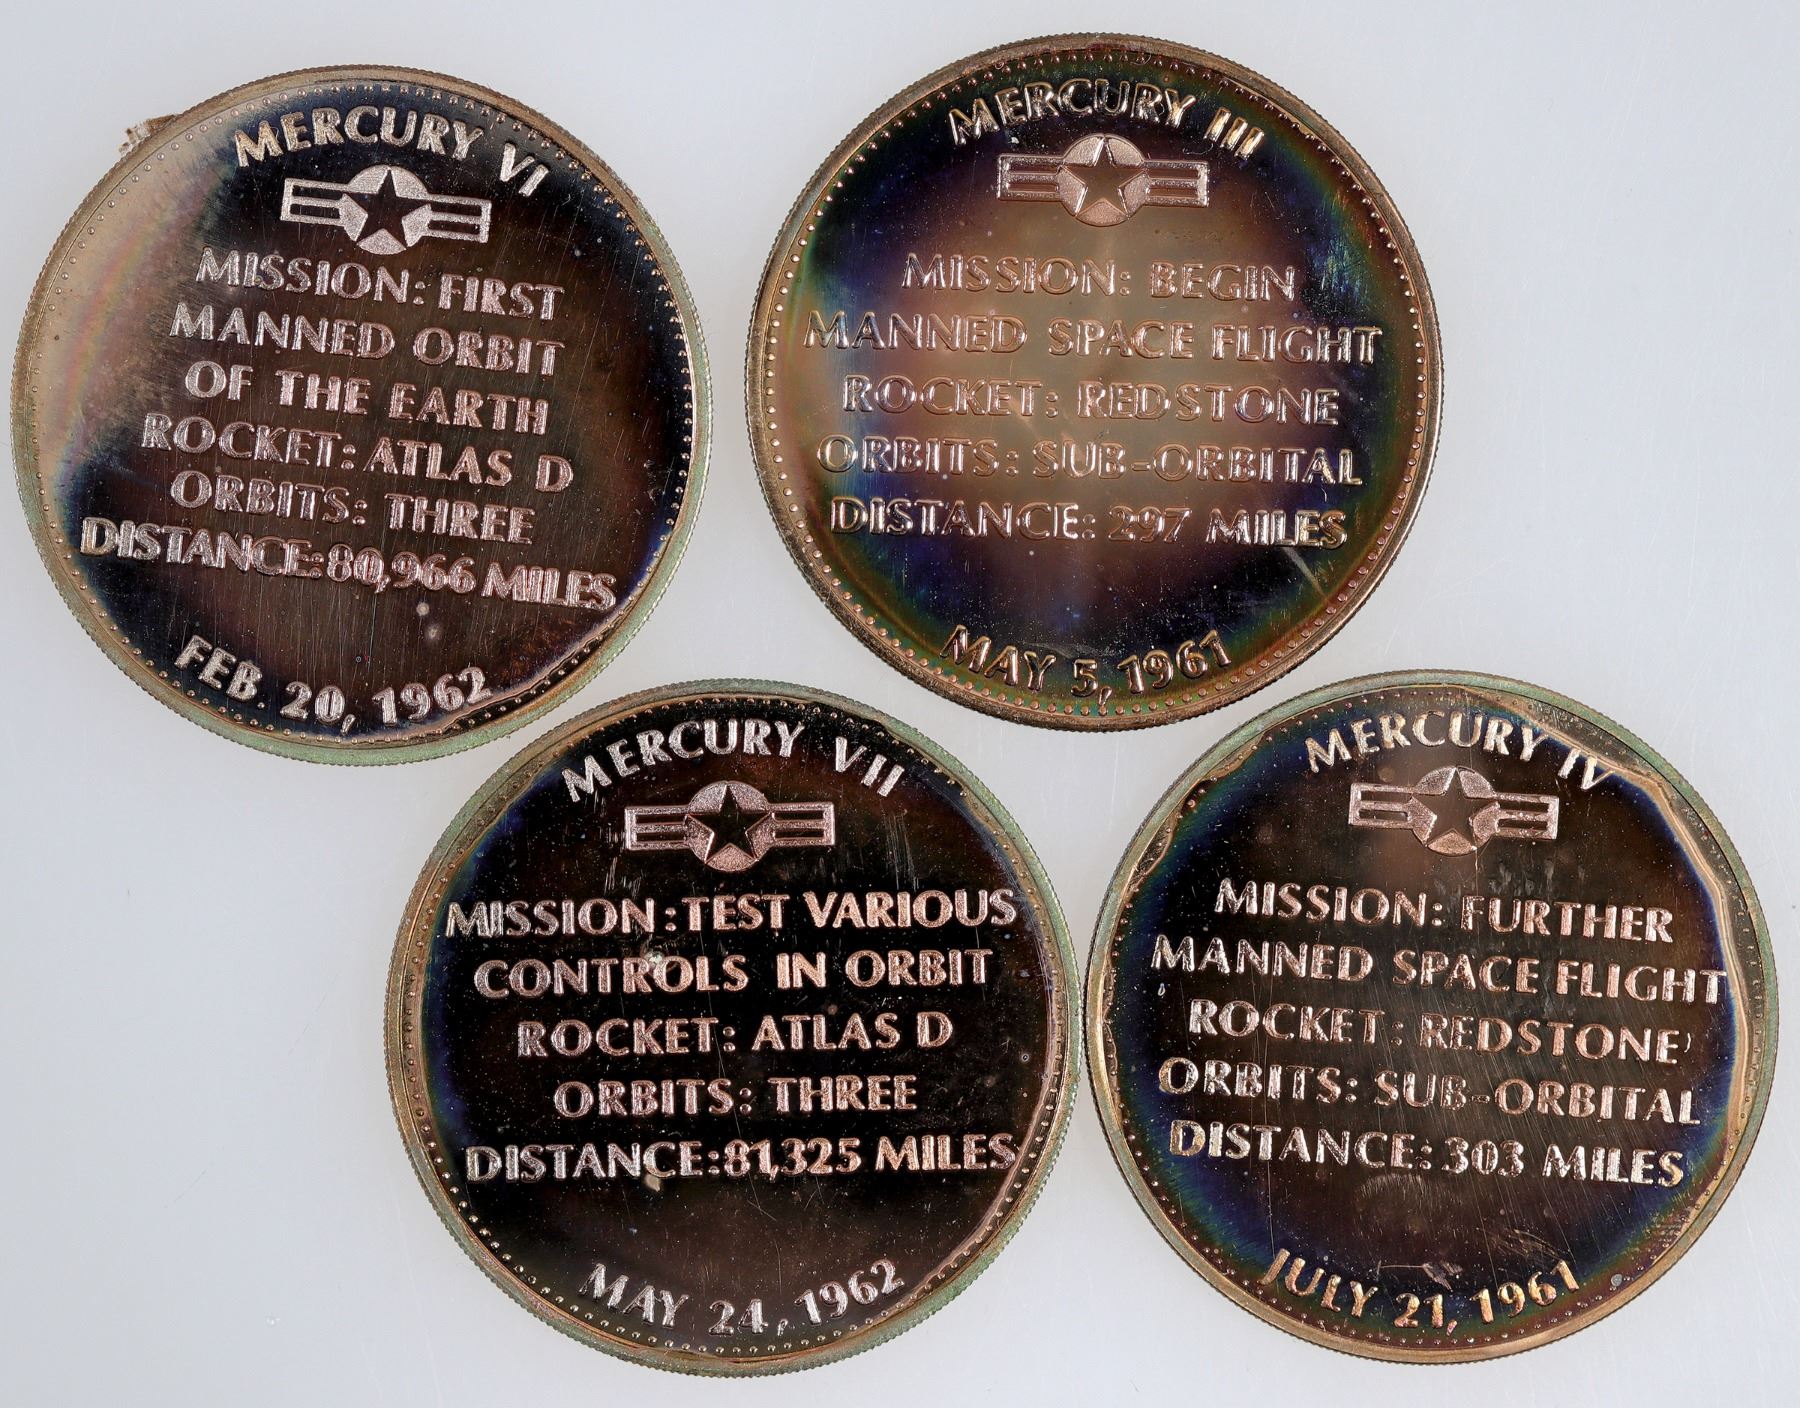 MERCURY VI
MISSION: FIRST
MANNED ORBIT
OF THE EARTH
ROCKET: ATLAS D
ORBITS: THREE
DISTANCE: 80,966 MILES
FEB. 20, 1962
MERCURY III
MISSION: BEGIN
MANNED SPACE FLIGHT
ROCKET: REDSTONE
ORBITS: SUB-ORBITAL
DISTANCE: 297 MILES
MAY 5, 1961
MERCURY VII
MISSION: TEST VARIOUS
CONTROLS IN ORBIT
ROCKET: ATLAS D
ORBITS: THREE
DISTANCE: 81,325 MILES
MAY 24, 1962
MERCURY IV
MISSION: FURTHER
MANNED SPACE FLIGHT
ROCKET: REDSTONE
ORBITS: SUB-ORBITAL
DISTANCE: 303 MILES
JULY 21, 1961